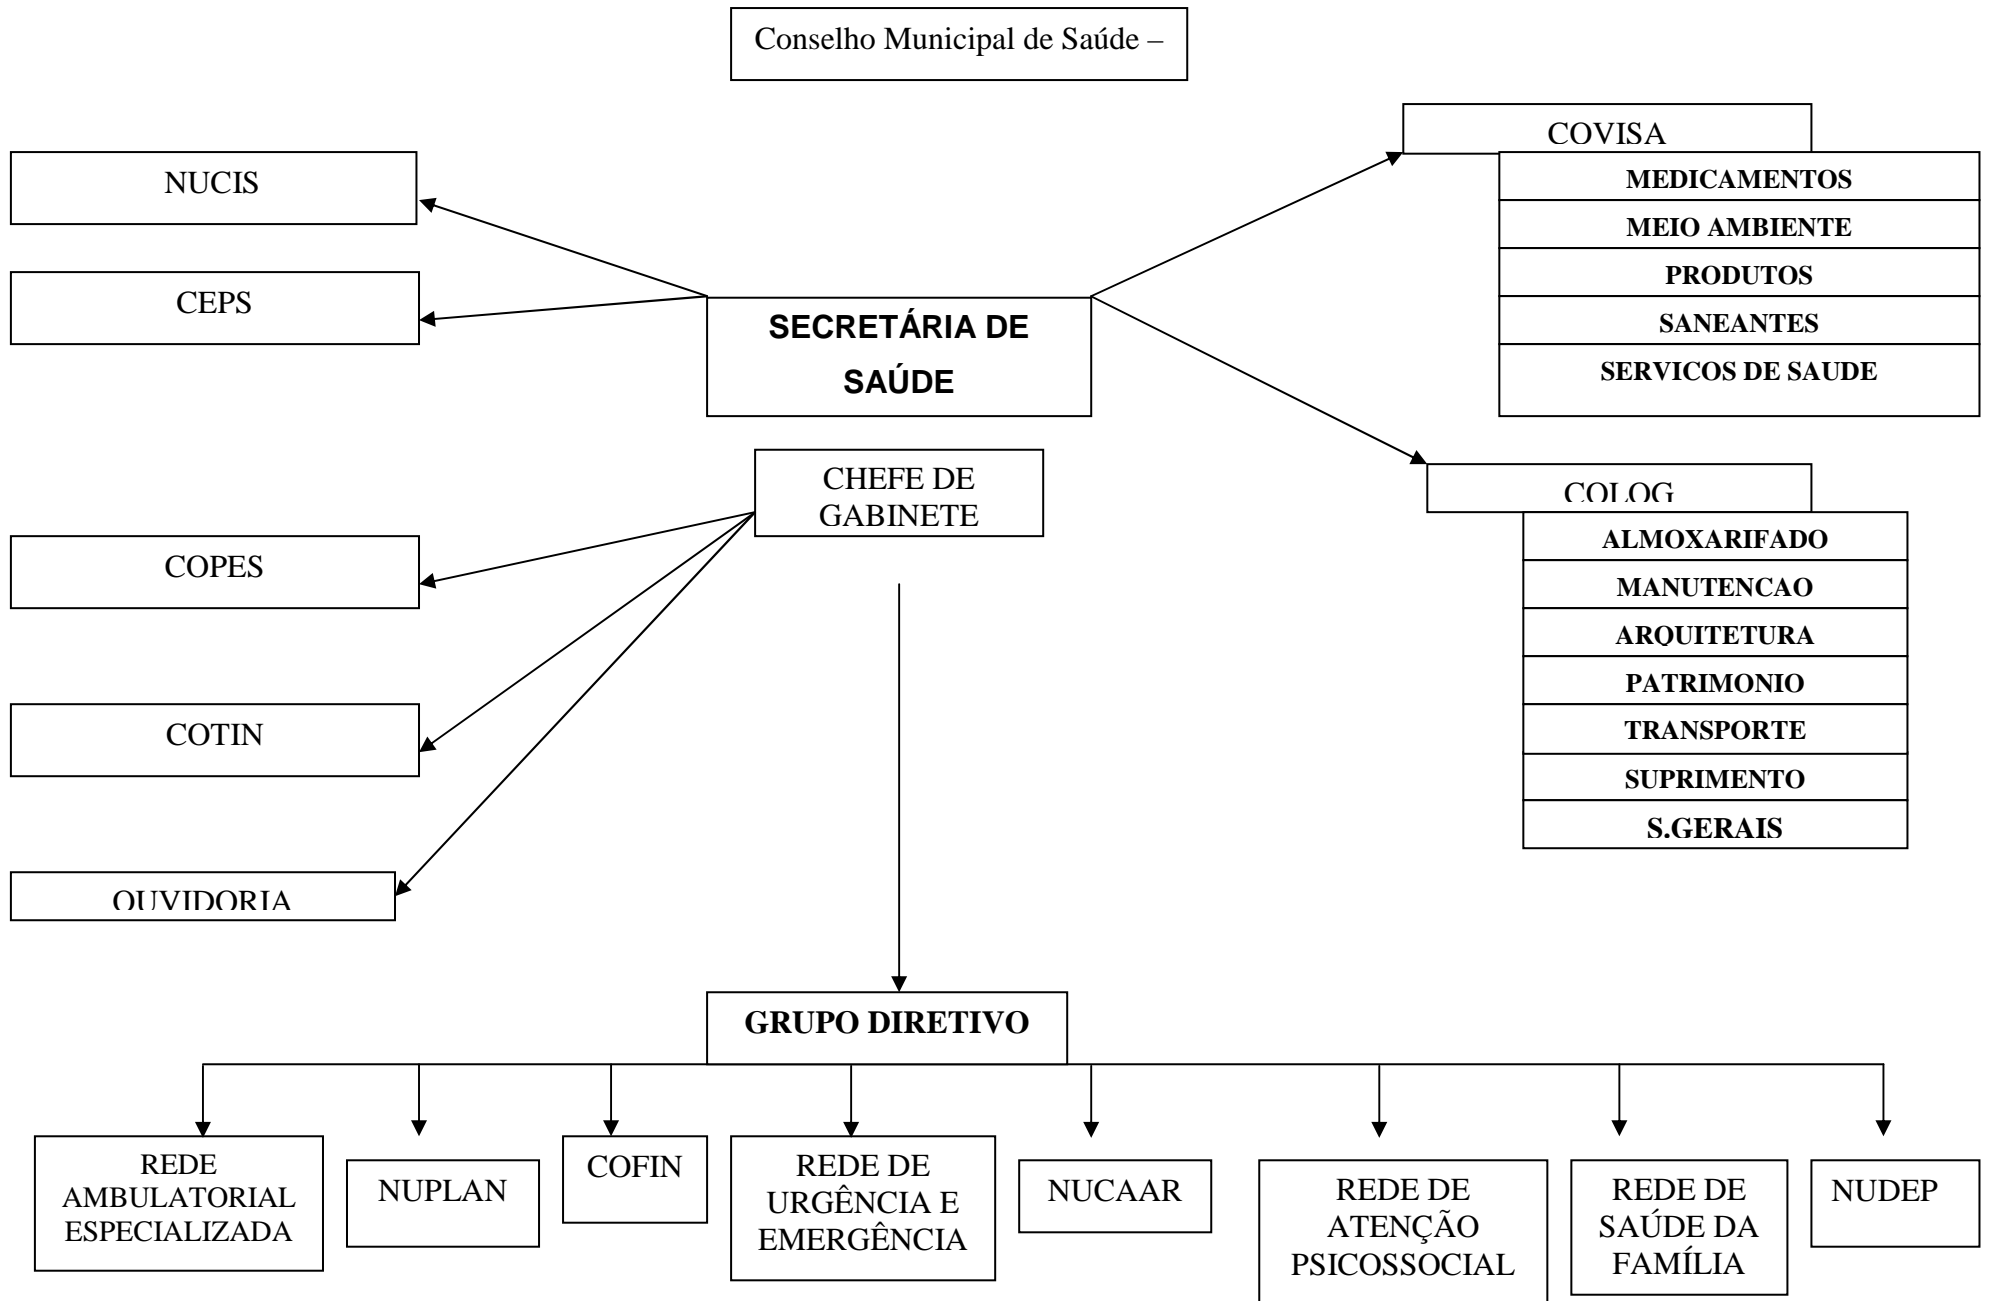 Conselho Municipal de Saúde –
COVISA
MEDICAMENTOS
MEIO AMBIENTE
PRODUTOS
SANEANTES
SERVICOS DE SAUDE
NUCIS
CEPS
SECRETÁRIA DE
SAÚDE
CHEFE DE
GABINETE
COLOG
ALMOXARIFADO
MANUTENCAO
ARQUITETURA
PATRIMONIO
TRANSPORTE
SUPRIMENTO
S.GERAIS
COPES
COTIN
OUVIDORIA
GRUPO DIRETIVO
REDE
AMBULATORIAL
ESPECIALIZADA
NUPLAN
COFIN
REDE DE
URGÊNCIA E
EMERGÊNCIA
NUCAAR
REDE DE
ATENÇÃO
PSICOSSOCIAL
REDE DE
SAÚDE DA
FAMÍLIA
NUDEP